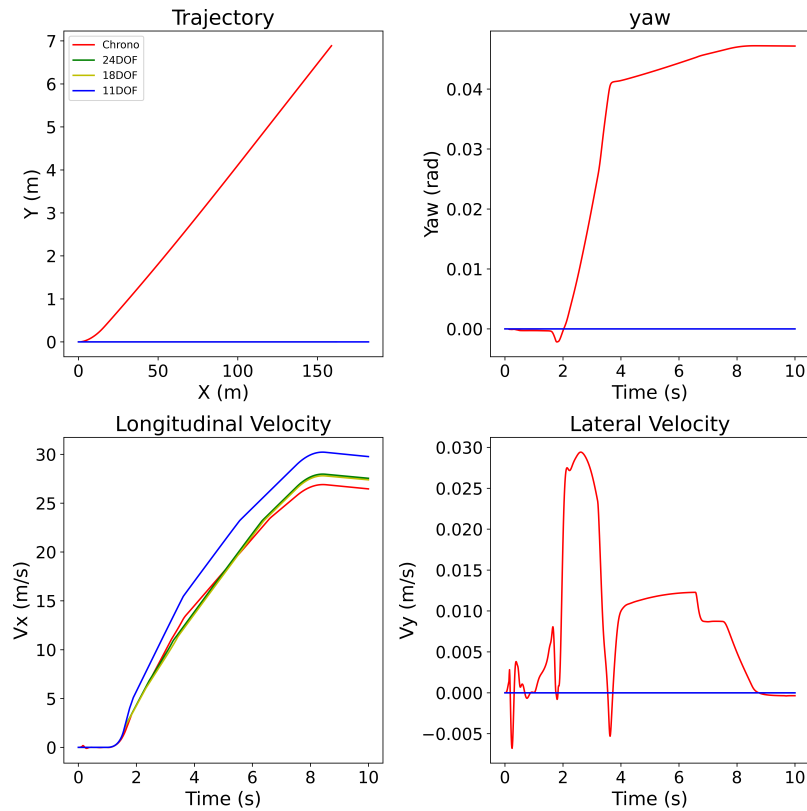 Trajectory
Y (m)
7
6
5
4
3
2
1
0
Chrono
24DOF
18DOF
11DOF
0 50 100 150
X (m)
yaw
Yaw (rad)
0.04
0.03
0.02
0.01
0.00
0 2 4 6 8 10
Time (s)
Longitudinal Velocity
Vx (m/s)
30
25
20
15
10
5
0
0 2 4 6 8 10
Time (s)
Lateral Velocity
Vy (m/s)
0.030
0.025
0.020
0.015
0.010
0.005
0.000
−0.005
0 2 4 6 8 10
Time (s)